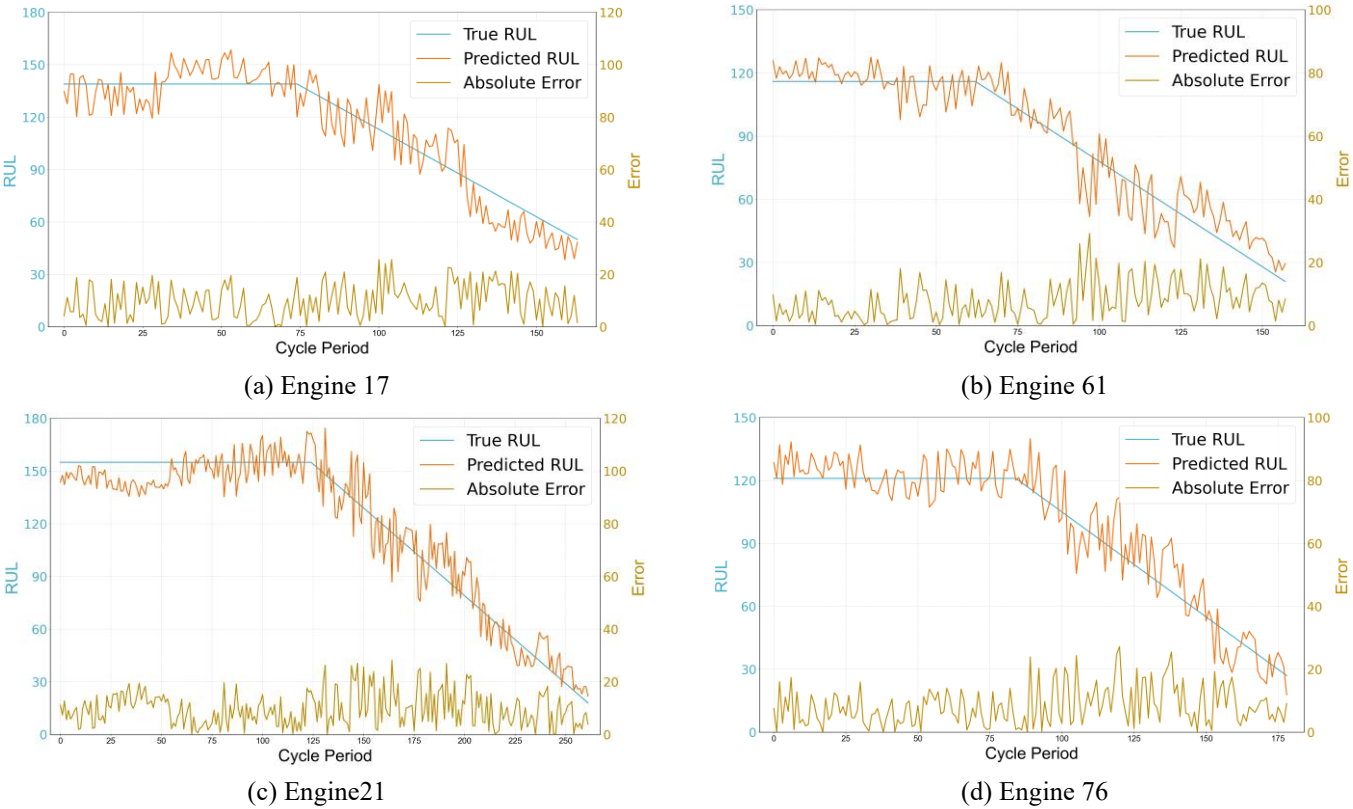 180
150
120
90
60
30
0
RUL
120
100
80
60
40
20
0
Error
True RUL
Predicted RUL
Absolute Error
0 25 50 75 100 125 150
Cycle Period
(a) Engine 17
150
120
90
60
30
0
RUL
100
80
60
40
20
0
Error
True RUL
Predicted RUL
Absolute Error
0 25 50 75 100 125 150
Cycle Period
(b) Engine 61
180
150
120
90
60
30
0
RUL
120
100
80
60
40
20
0
Error
True RUL
Predicted RUL
Absolute Error
0 25 50 75 100 125 150 175 200 225 250
Cycle Period
(c) Engine21
150
120
90
60
30
0
RUL
100
80
60
40
20
0
Error
True RUL
Predicted RUL
Absolute Error
0 25 50 75 100 125 150 175
Cycle Period
(d) Engine 76